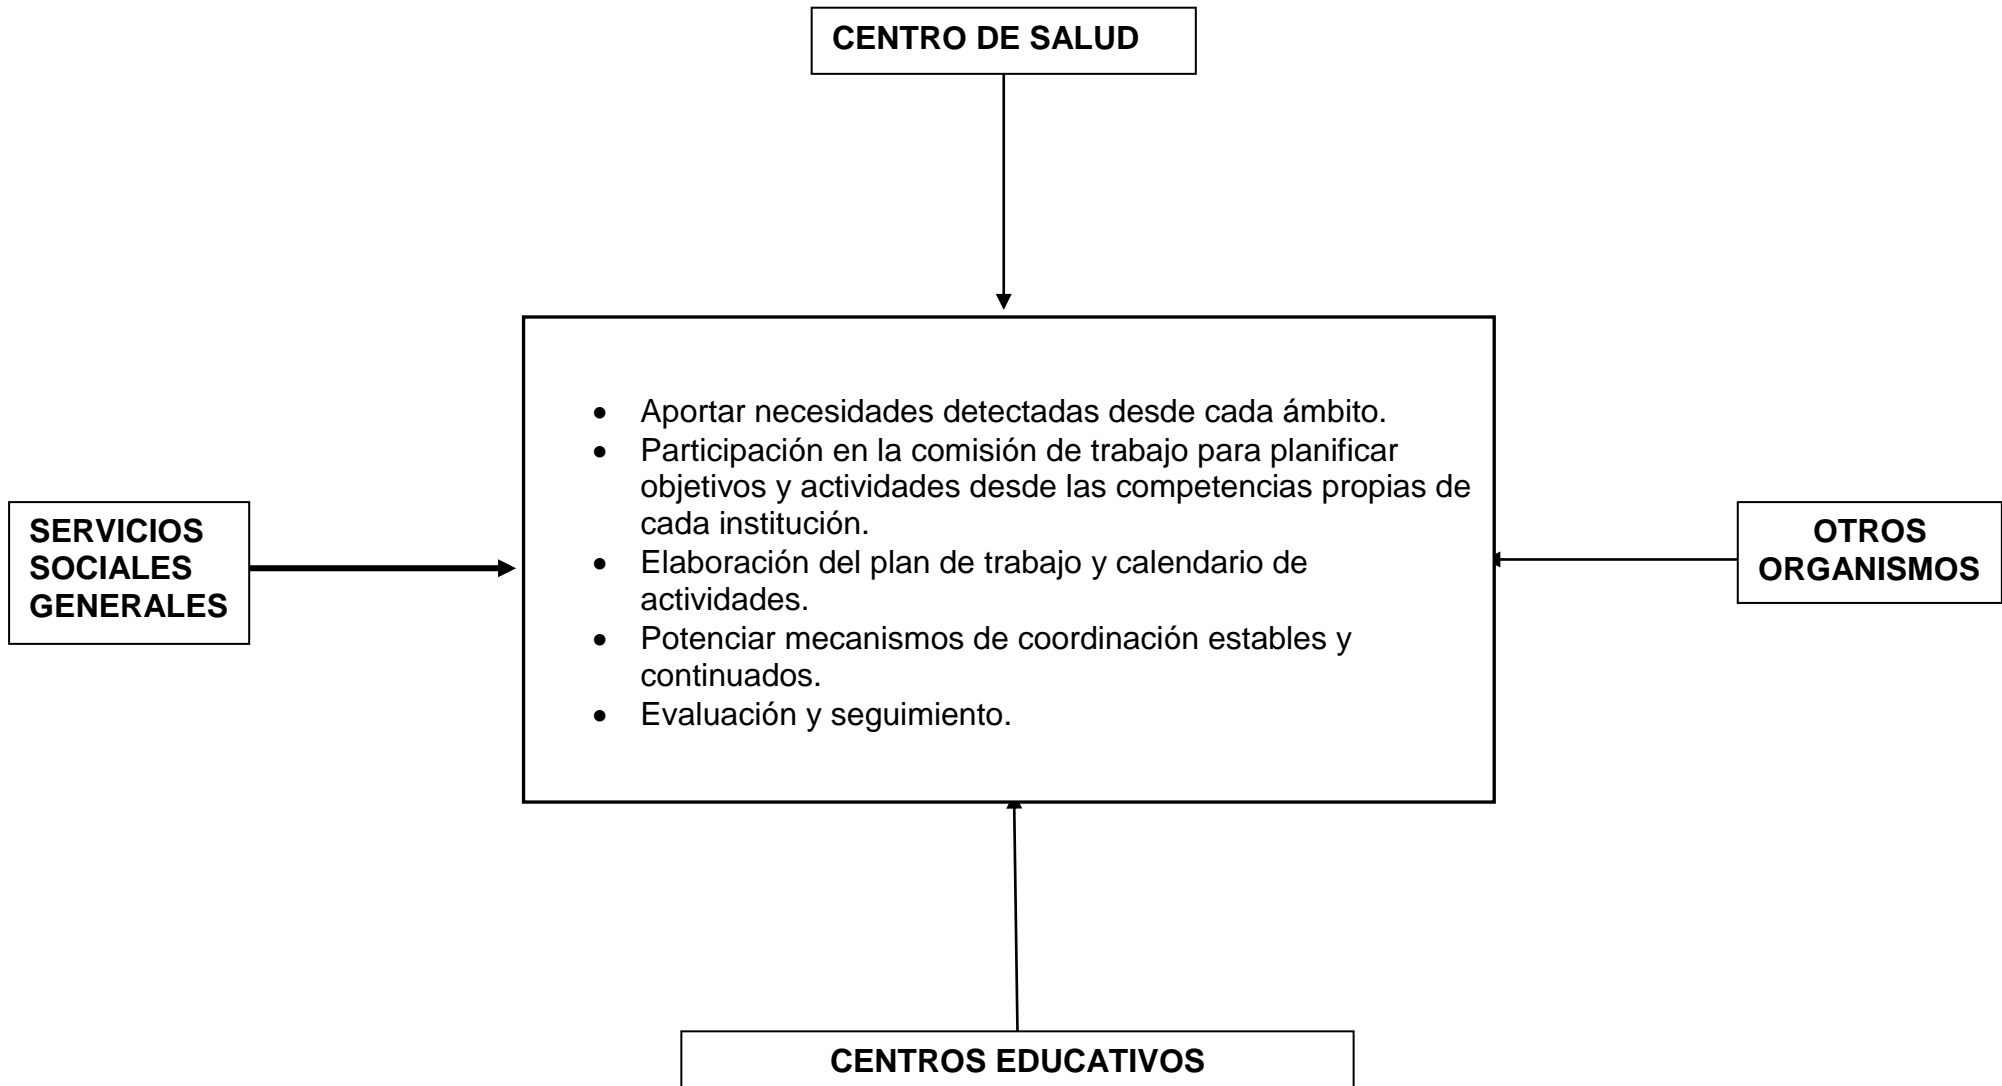 CENTRO DE SALUD
• Aportar necesidades detectadas desde cada ámbito.
• Participación en la comisión de trabajo para planificar
objetivos y actividades desde las competencias propias de
cada institución.
• Elaboración del plan de trabajo y calendario de
actividades.
• Potenciar mecanismos de coordinación estables y
continuados.
• Evaluación y seguimiento.
SERVICIOS
SOCIALES
GENERALES
OTROS
ORGANISMOS
CENTROS EDUCATIVOS